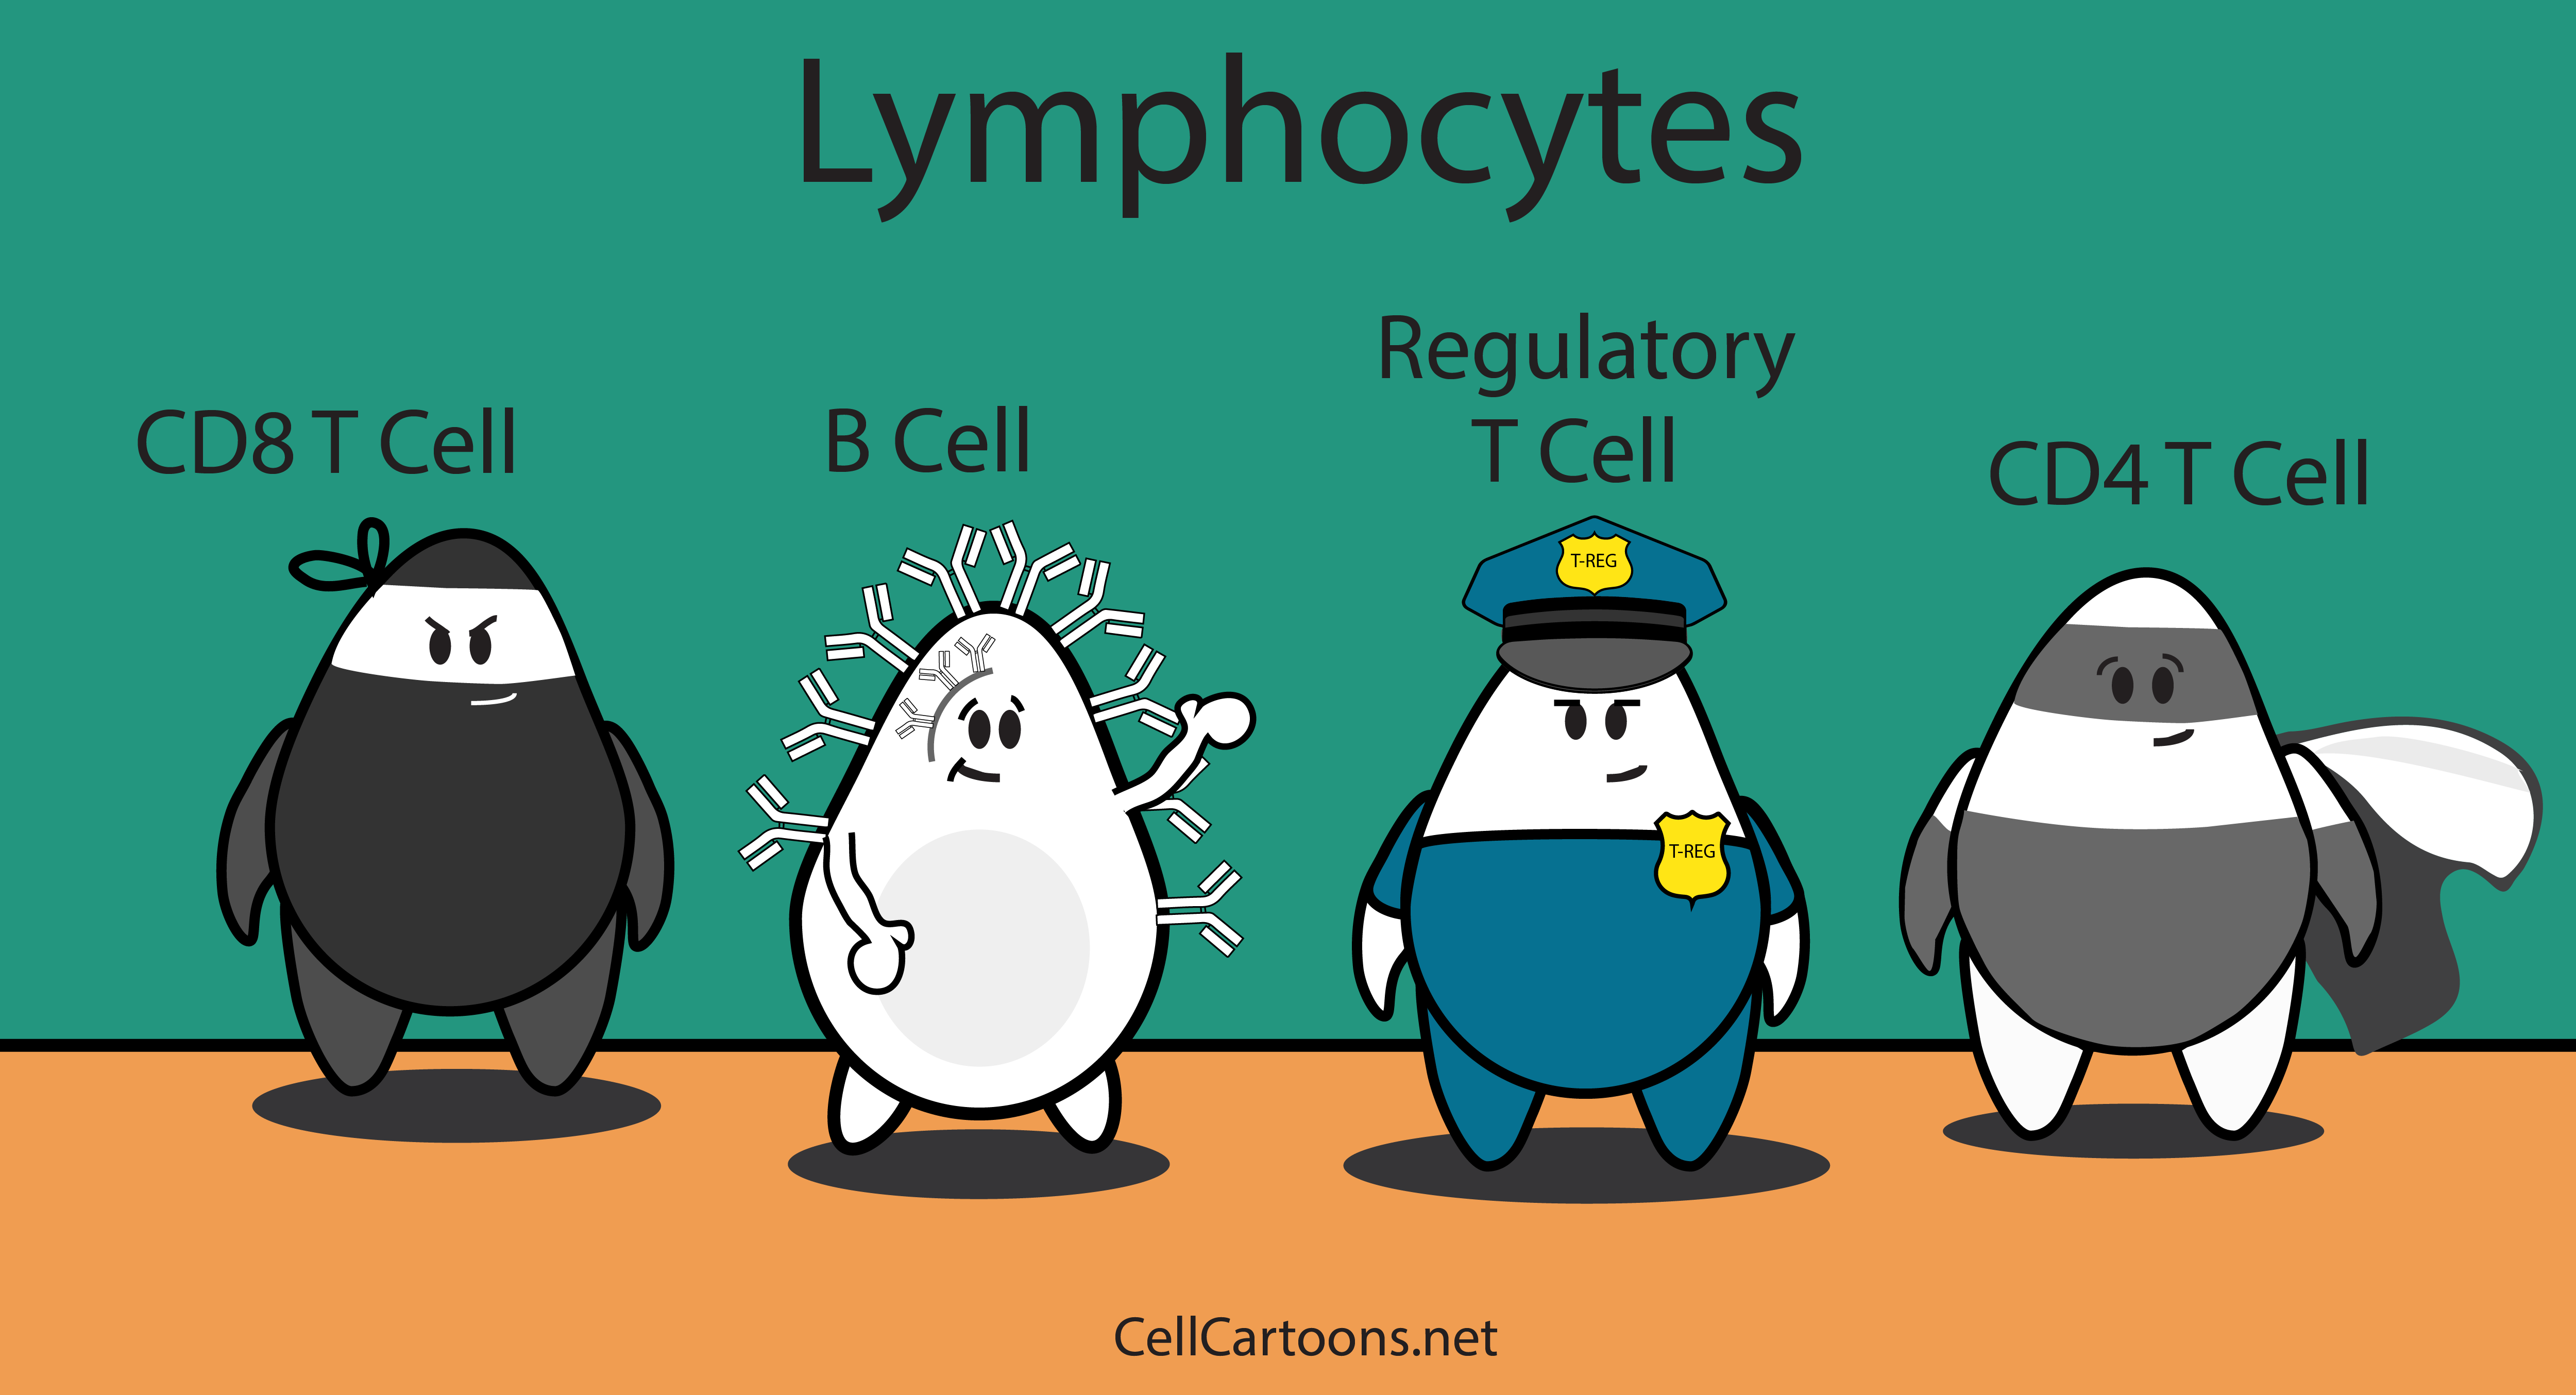 Lymphocytes
CD8 T Cell
B Cell
Regulatory
T Cell
CD4 T Cell
T-REG
T-REG
CellCartoons.net